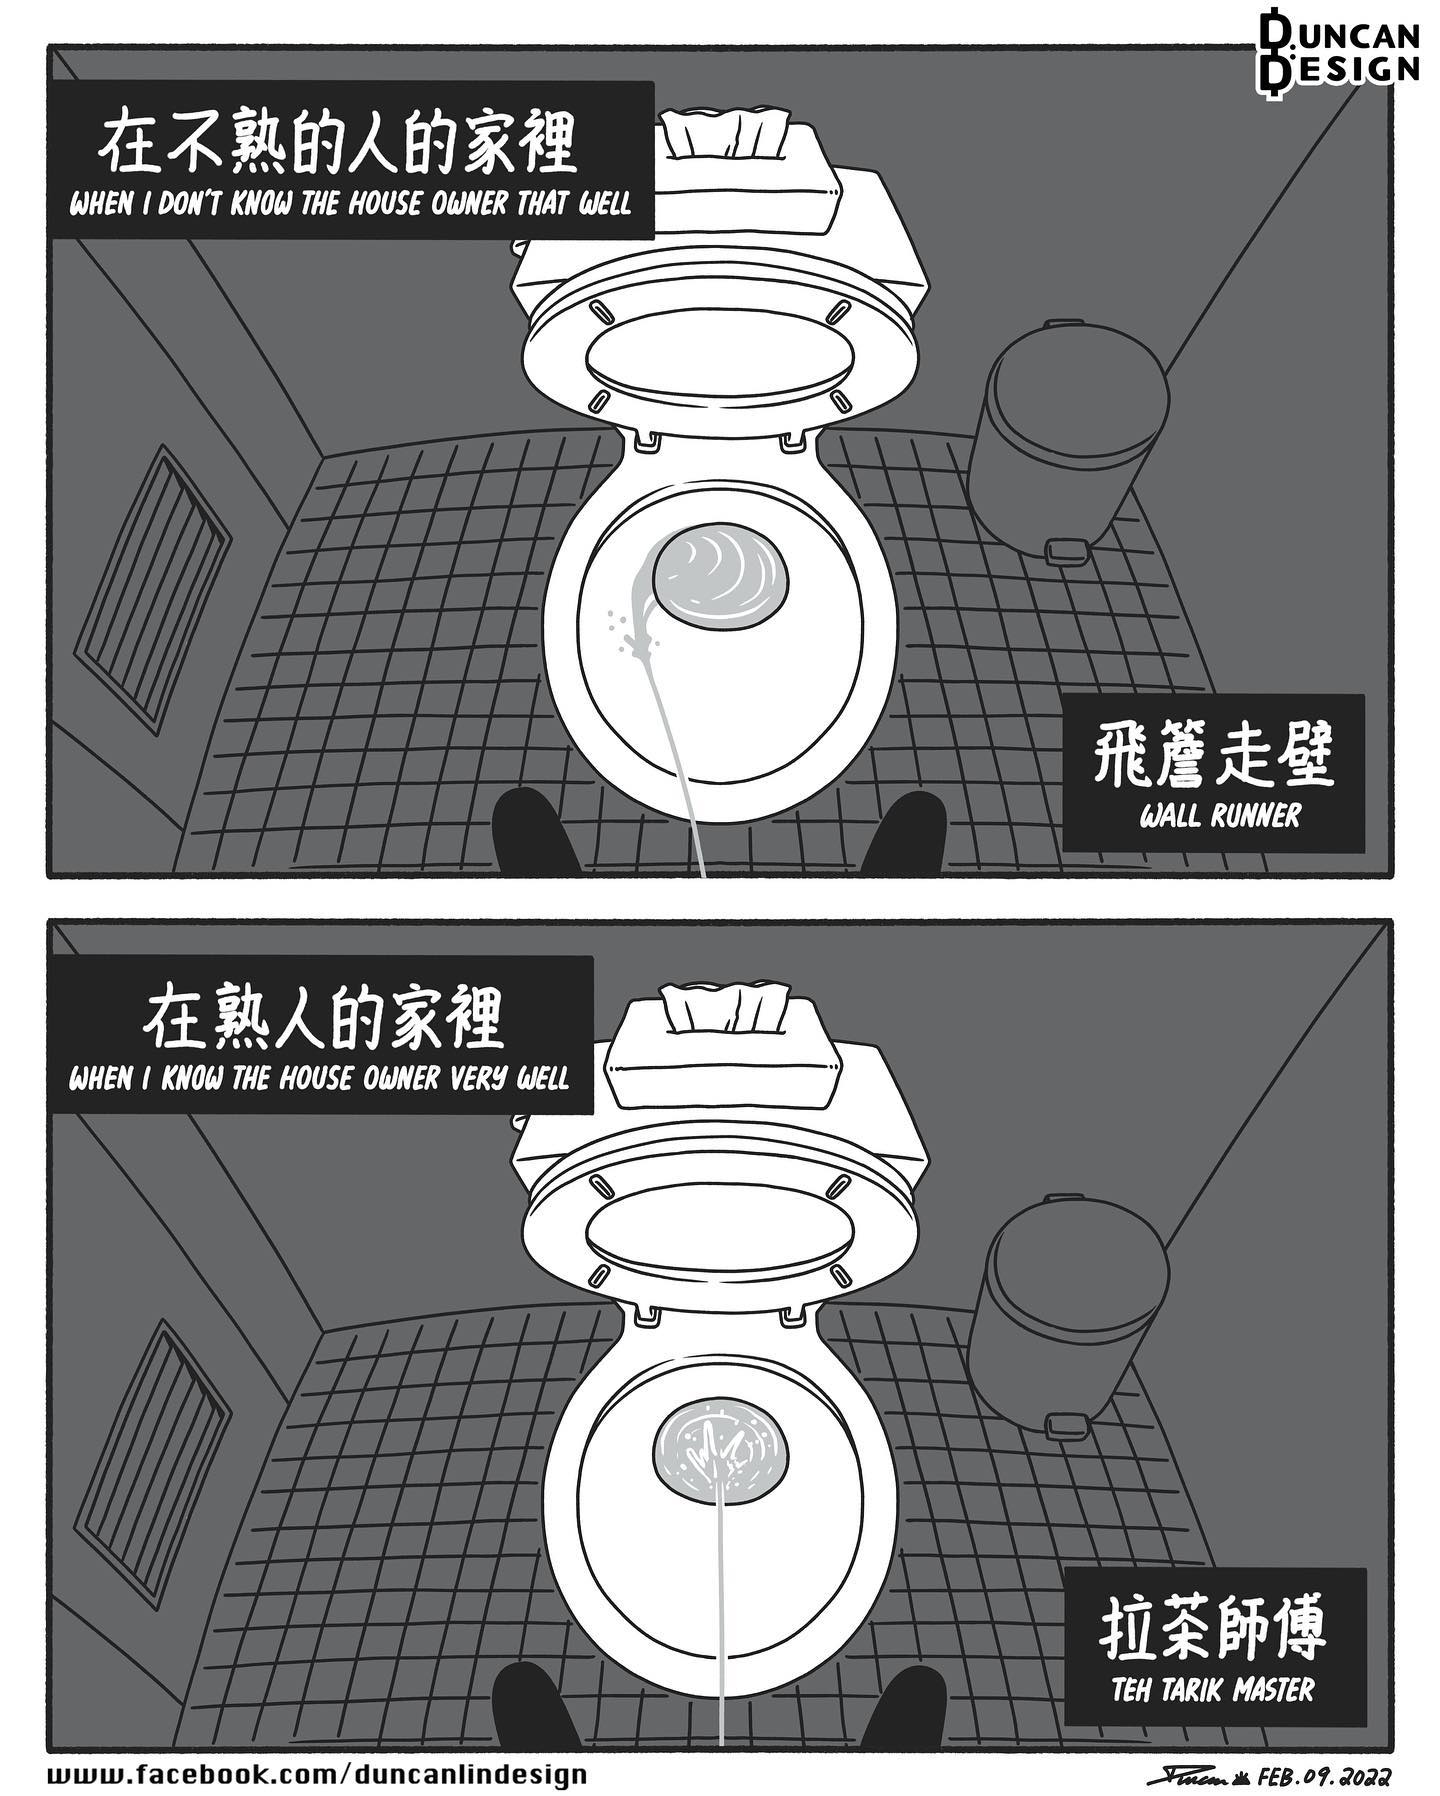 DUNCAN
DESIGN
在不熟的人的家裡
WHEN I DON'T KNOW THE HOUSE OWNER THAT WELL
飛簷走壁
WALL RUNNER
在熟人的家裡
WHEN I KNOW THE HOUSE OWNER VERY WELL
拉茶師傅
TEH TARIK MASTER
www.facebook.com/duncanlindesign
Duncan FEB.09.2022